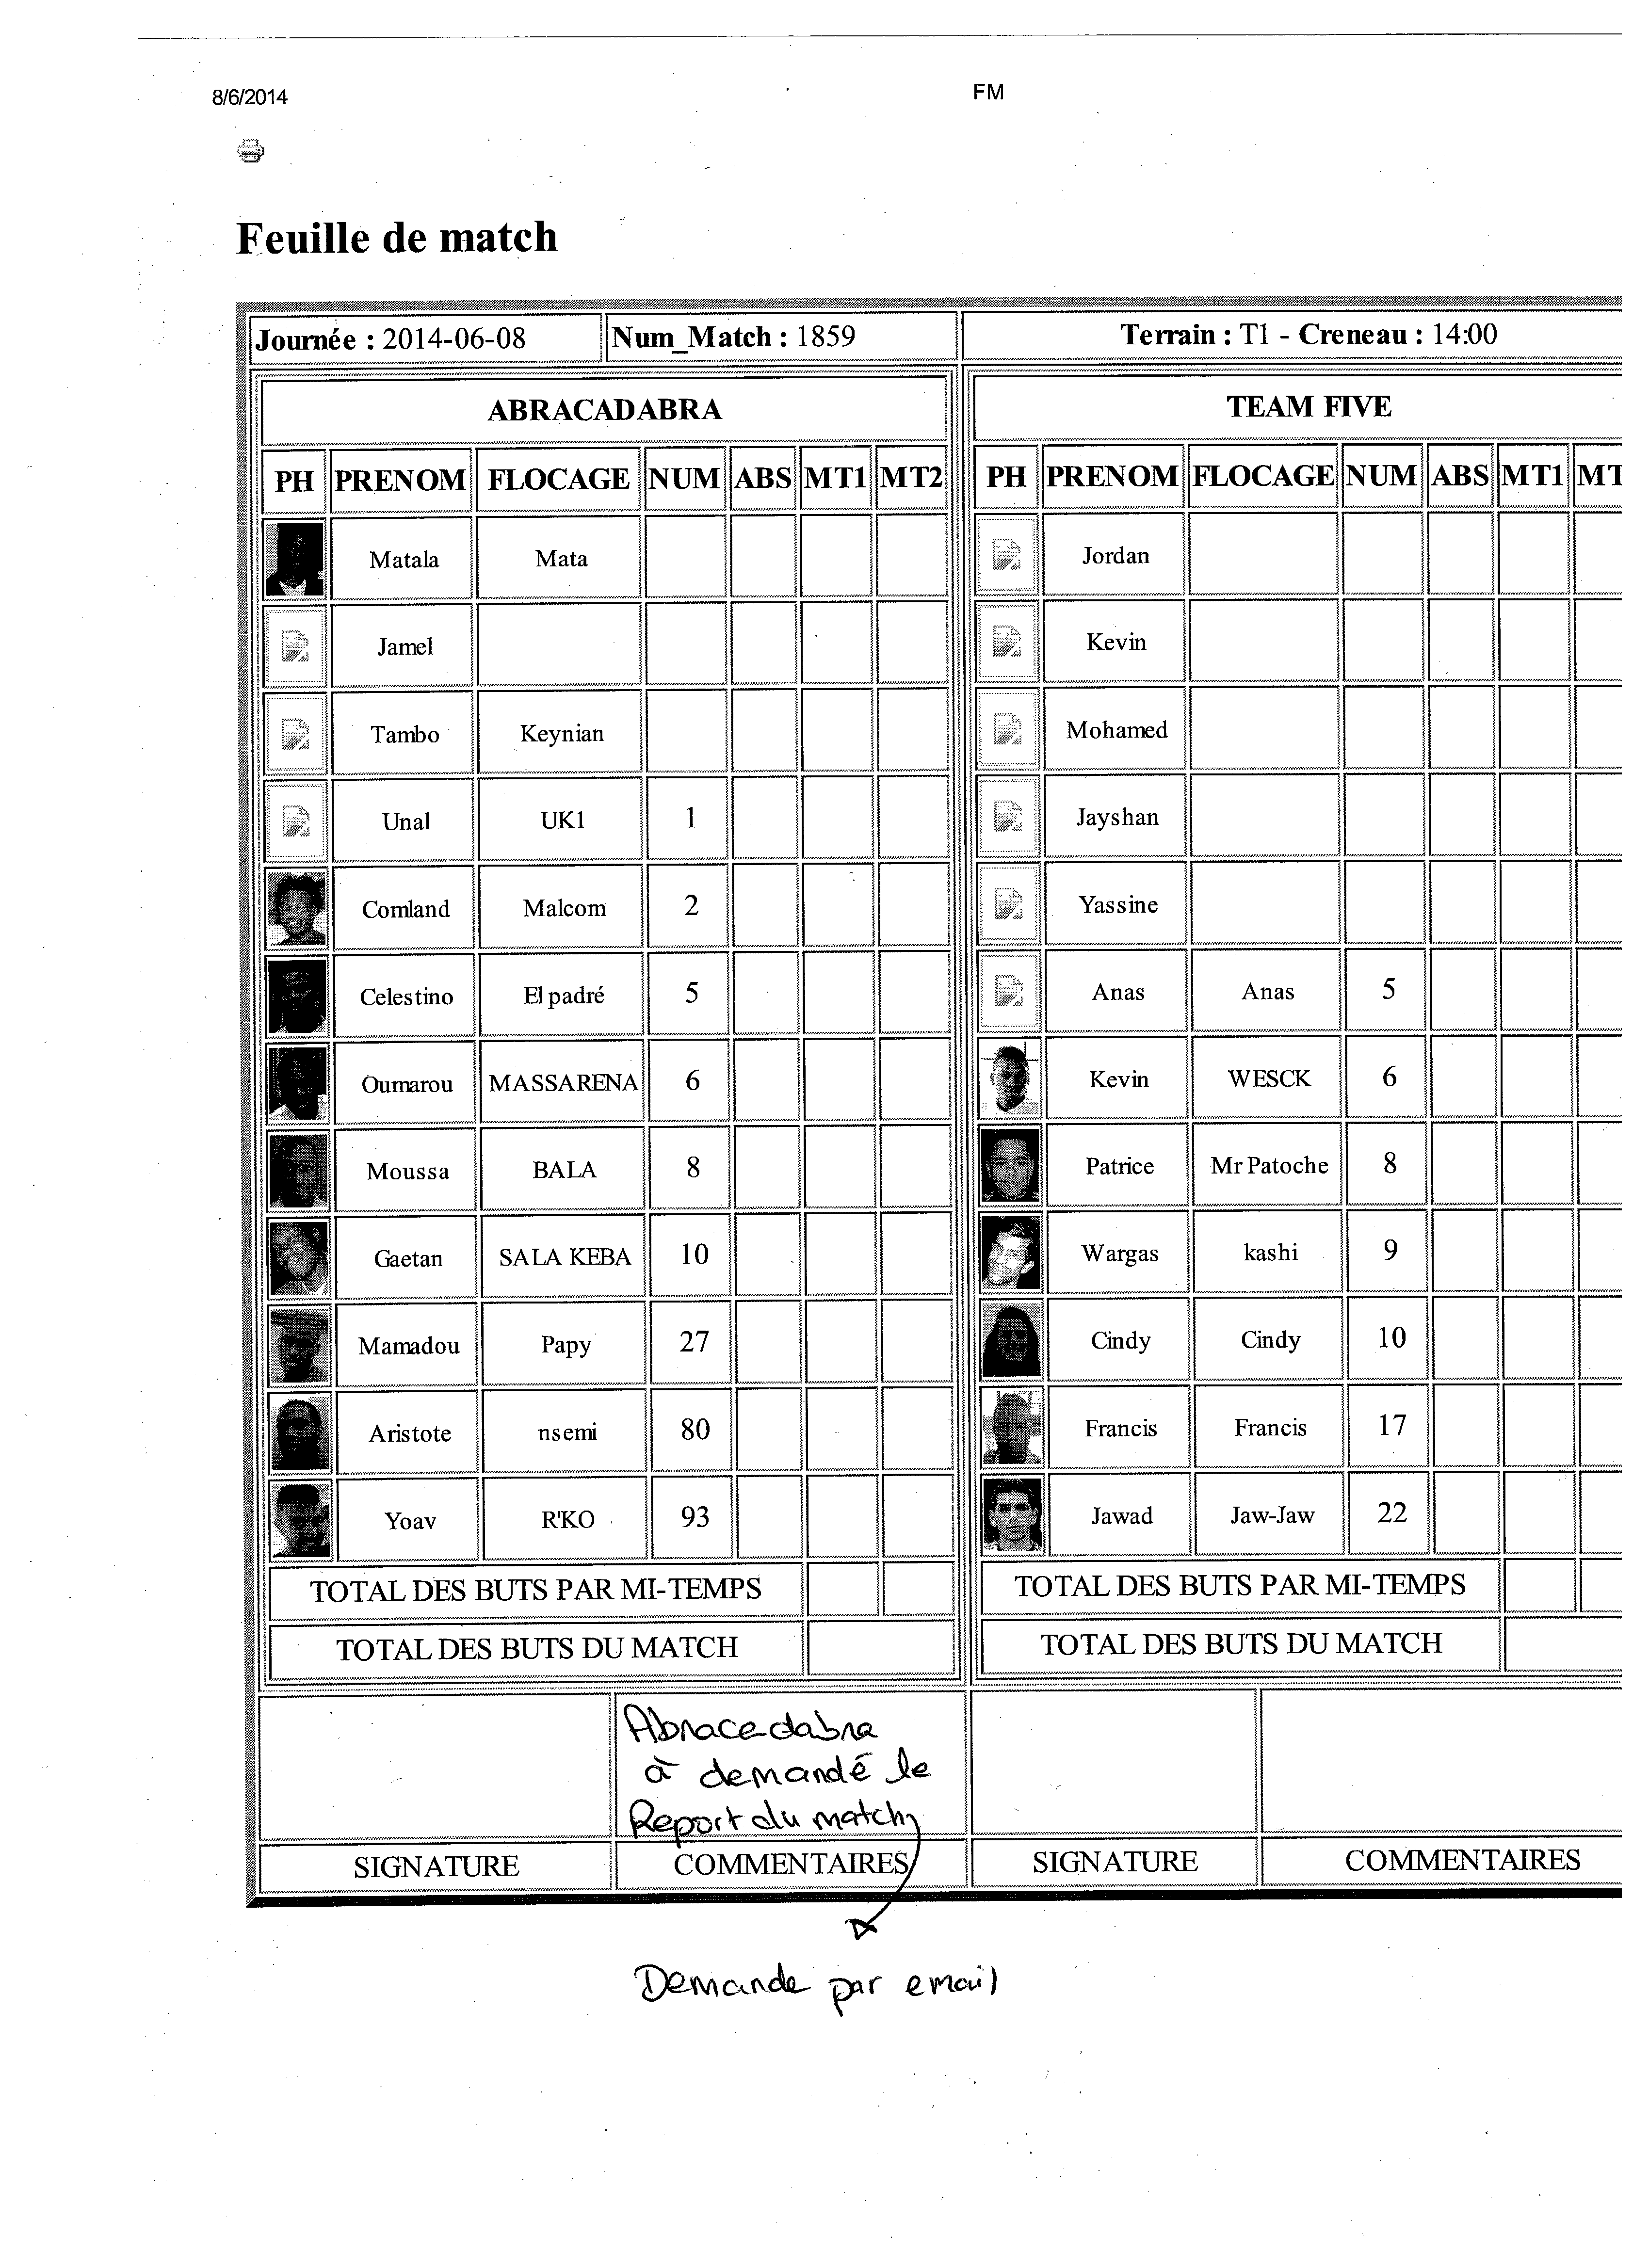 8/6/2014 FM
Feuille de match
Journée : 2014-06-08 Num_Match : 1859 Terrain : T1 - Creneau : 14:00
ABRACADABRA TEAM FIVE
PH PRENOM FLOCAGE NUM ABS MT1 MT2 PH PRENOM FLOCAGE NUM ABS MT1 MT
Matala Mata Jordan
Jamel Kevin
Tambo Keynian Mohamed
Unal UK1 1 Jayshan
Comland Malcom 2 Yassine
Celestino El padré 5 Anas Anas 5
Oumarou MASSARENA 6 Kevin WESCK 6
Moussa BALA 8 Patrice Mr Patoche 8
Gaetan SALA KEBA 10 Wargas kashi 9
Mamadou Papy 27 Cindy Cindy 10
Aristote nsemi 80 Francis Francis 17
Yoav R'KO 93 Jawad Jaw-Jaw 22
TOTAL DES BUTS PAR MI-TEMPS TOTAL DES BUTS PAR MI-TEMPS
TOTAL DES BUTS DU MATCH TOTAL DES BUTS DU MATCH
Abracedabra
à demandé le
Report du match
SIGNATURE COMMENTAIRES SIGNATURE COMMENTAIRES
Demande par email